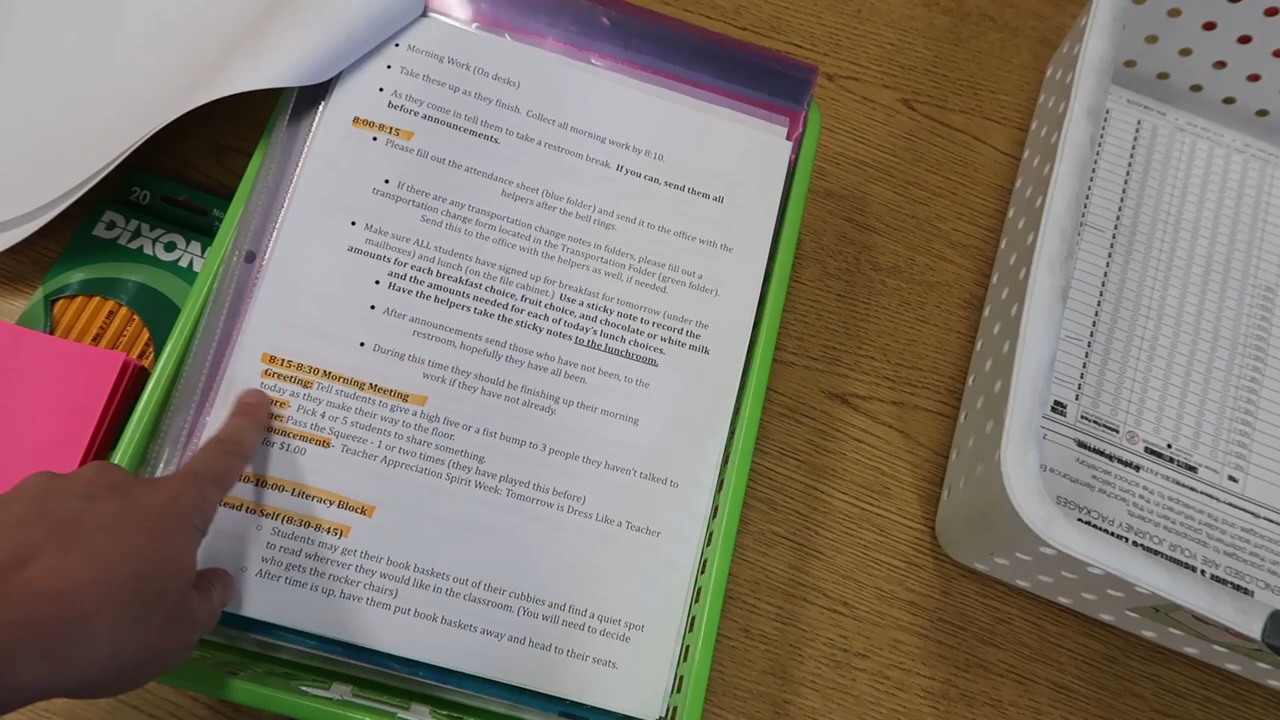 Morning Work (On desks)
Take these up as they finish. Collect all morning work by 8:10.
As they come in tell them to take a restroom break. If you can, send them all
before announcements.
8:00-8:15
Please fill out the attendance sheet (blue folder) and send it to the office with the
helpers after the bell rings.
If there are any transportation change notes in folders, please fill out a
transportation change form located in the Transportation Folder (green folder).
Send this to the office with the helpers as well, if needed.
Make sure ALL students have signed up for breakfast for tomorrow (under the
mailboxes) and lunch (on the file cabinet.) Use a sticky note to record the
amounts for each breakfast choice, fruit choice, and chocolate or white milk
and the amounts needed for each of today's lunch choices.
Have the helpers take the sticky notes to the lunchroom.
After announcements send those who have not been, to the
restroom, hopefully they have all been.
During this time they should be finishing up their morning
work if they have not already.
8:15-8:30 Morning Meeting
Greeting: Tell students to give a high five or a fist bump to 3 people they haven't talked to
today as they make their way to the floor.
are - Pick 4 or 5 students to share something.
me: Pass the Squeeze - 1 or two times (they have played this before)
ouncements- Teacher Appreciation Spirit Week: Tomorrow is Dress Like a Teacher
for $1.00
30-10:00- Literacy Block
ead to Self (8:30-8:45)
Students may get their book baskets out of their cubbies and find a quiet spot
to read wherever they would like in the classroom. (You will need to decide
who gets the rocker chairs)
After time is up, have them put book baskets away and head to their seats.
20
No
DIXON
ENCLOSED ARE YOUR JOURNEY PACKAGES